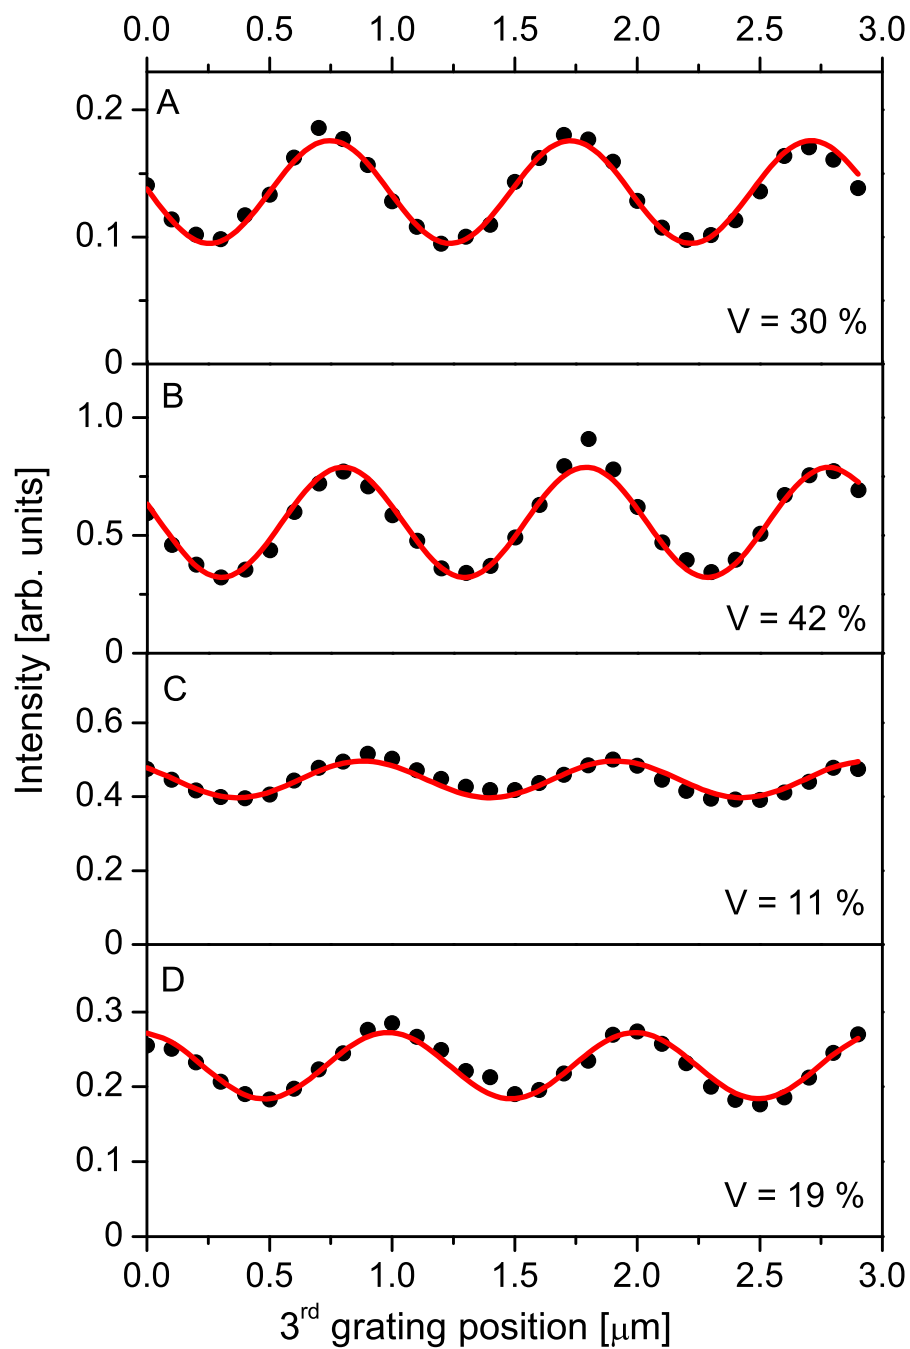 0.0 0.5 1.0 1.5 2.0 2.5 3.0
A
0.2
0.1
V = 30 %
0
B
1.0
0.5
V = 42 %
0
C
0.6
0.4
0.2
V = 11 %
0
D
0.3
0.2
0.1
V = 19 %
0
0.0 0.5 1.0 1.5 2.0 2.5 3.0
3rd grating position [μm]
Intensity [arb. units]